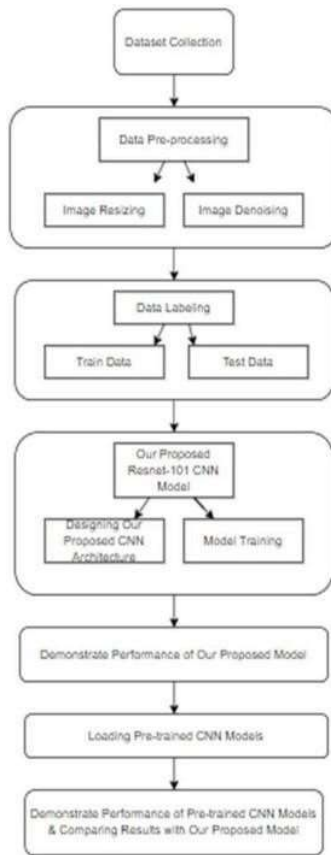 Dataset Collection
Data Pre-processing
Image Resizing
Image Denoising
Data Labeling
Train Data
Test Data
Our Proposed
Resnet-101 CNN
Model
Designing Our
Proposed CNN
Architecture
Model Training
Demonstrate Performance of Our Proposed Model
Loading Pre-trained CNN Models
Demonstrate Performance of Pre-trained CNN Models
& Comparing Results with Our Proposed Model